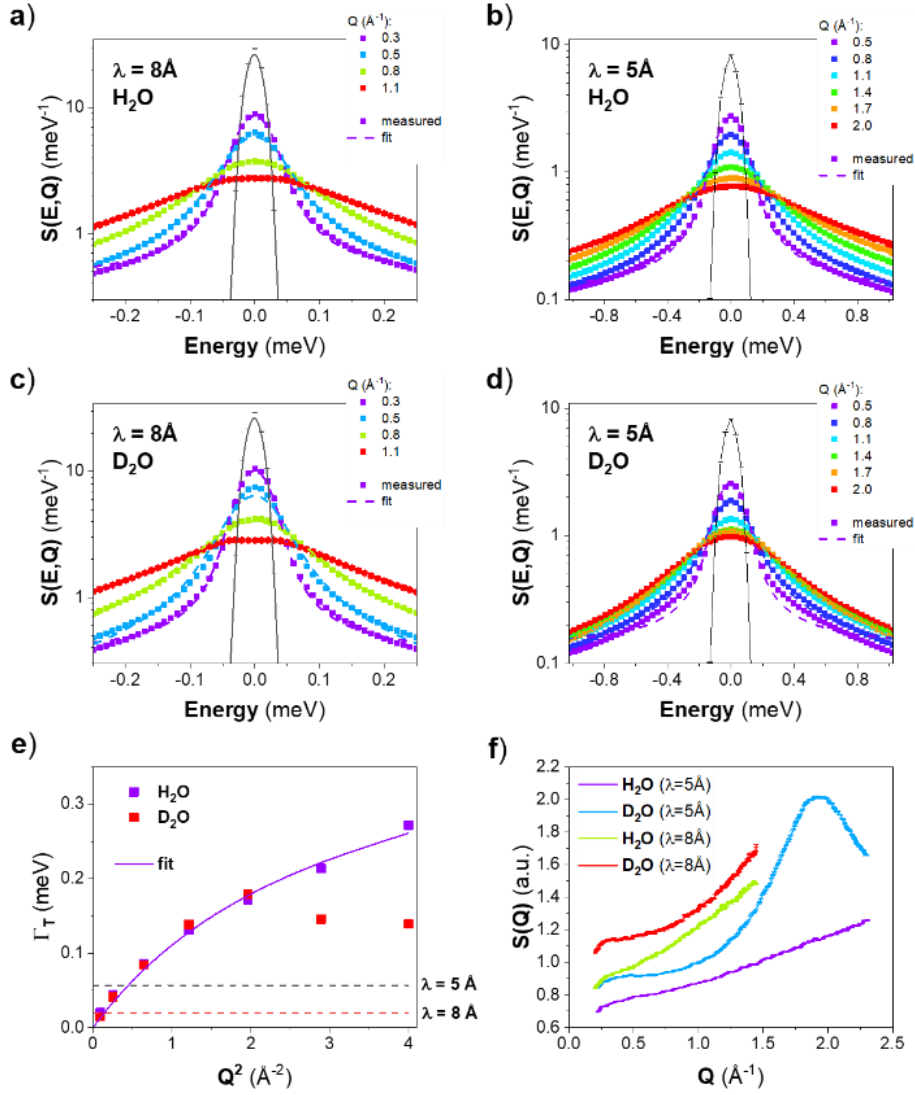 a)
λ = 8Å
H₂O
Q (Å⁻¹):
0.3
0.5
0.8
1.1
measured
fit
S(E,Q) (meV⁻¹)
10
1
-0.2 -0.1 0.0 0.1 0.2
Energy (meV)
b)
λ = 5Å
H₂O
Q (Å⁻¹):
0.5
0.8
1.1
1.4
1.7
2.0
measured
fit
S(E,Q) (meV⁻¹)
10
1
0.1
-0.8 -0.4 0.0 0.4 0.8
Energy (meV)
c)
λ = 8Å
D₂O
Q (Å⁻¹):
0.3
0.5
0.8
1.1
measured
fit
S(E,Q) (meV⁻¹)
10
1
-0.2 -0.1 0.0 0.1 0.2
Energy (meV)
d)
λ = 5Å
D₂O
Q (Å⁻¹):
0.5
0.8
1.1
1.4
1.7
2.0
measured
fit
S(E,Q) (meV⁻¹)
10
1
0.1
-0.8 -0.4 0.0 0.4 0.8
Energy (meV)
e)
H₂O
D₂O
fit
Γ_T (meV)
0.3
0.2
0.1
0.0
λ = 5 Å
λ = 8 Å
0 1 2 3 4
Q² (Å⁻²)
f)
H₂O (λ=5Å)
D₂O (λ=5Å)
H₂O (λ=8Å)
D₂O (λ=8Å)
S(Q) (a.u.)
2.2
2.0
1.8
1.6
1.4
1.2
1.0
0.8
0.6
0.0 0.5 1.0 1.5 2.0 2.5
Q (Å⁻¹)